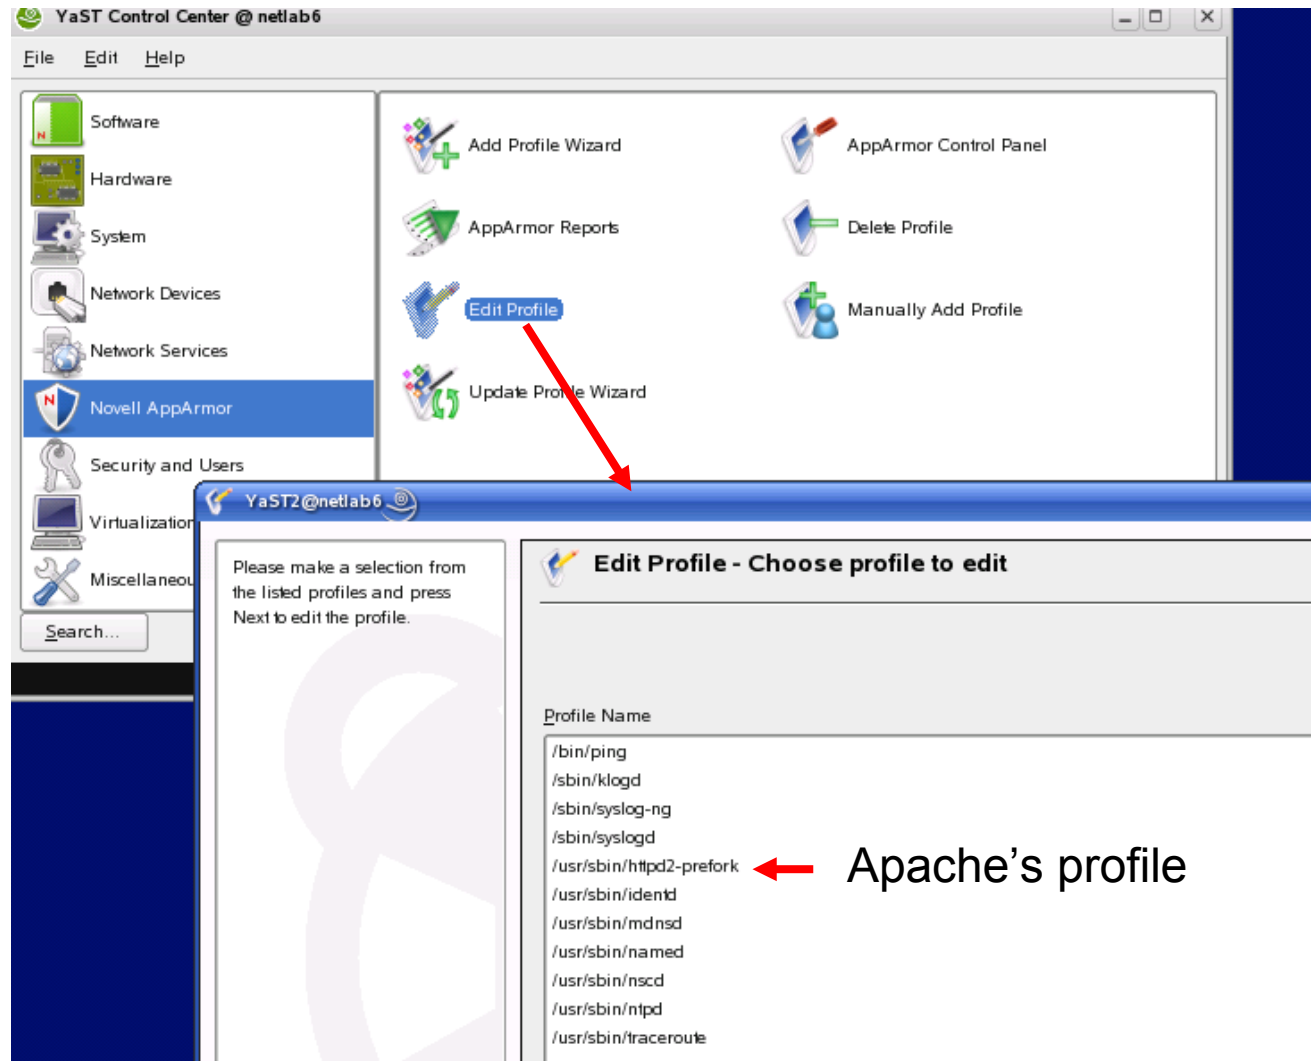 YaST Control Center @ netlab6
File Edit Help
Software
Hardware
System
Network Devices
Network Services
Novell AppArmor
Security and Users
Virtualization
Miscellaneou
Search...
Add Profile Wizard
AppArmor Control Panel
AppArmor Reports
Delete Profile
Edit Profile
Manually Add Profile
Update Profile Wizard
YaST2@netlab6
Please make a selection from
the listed profiles and press
Next to edit the profile.
Edit Profile - Choose profile to edit
Profile Name
/bin/ping
/sbin/klogd
/sbin/syslog-ng
/sbin/syslogd
/usr/sbin/httpd2-prefork
Apache’s profile
/usr/sbin/identd
/usr/sbin/mdnsd
/usr/sbin/named
/usr/sbin/nscd
/usr/sbin/ntpd
/usr/sbin/traceroute